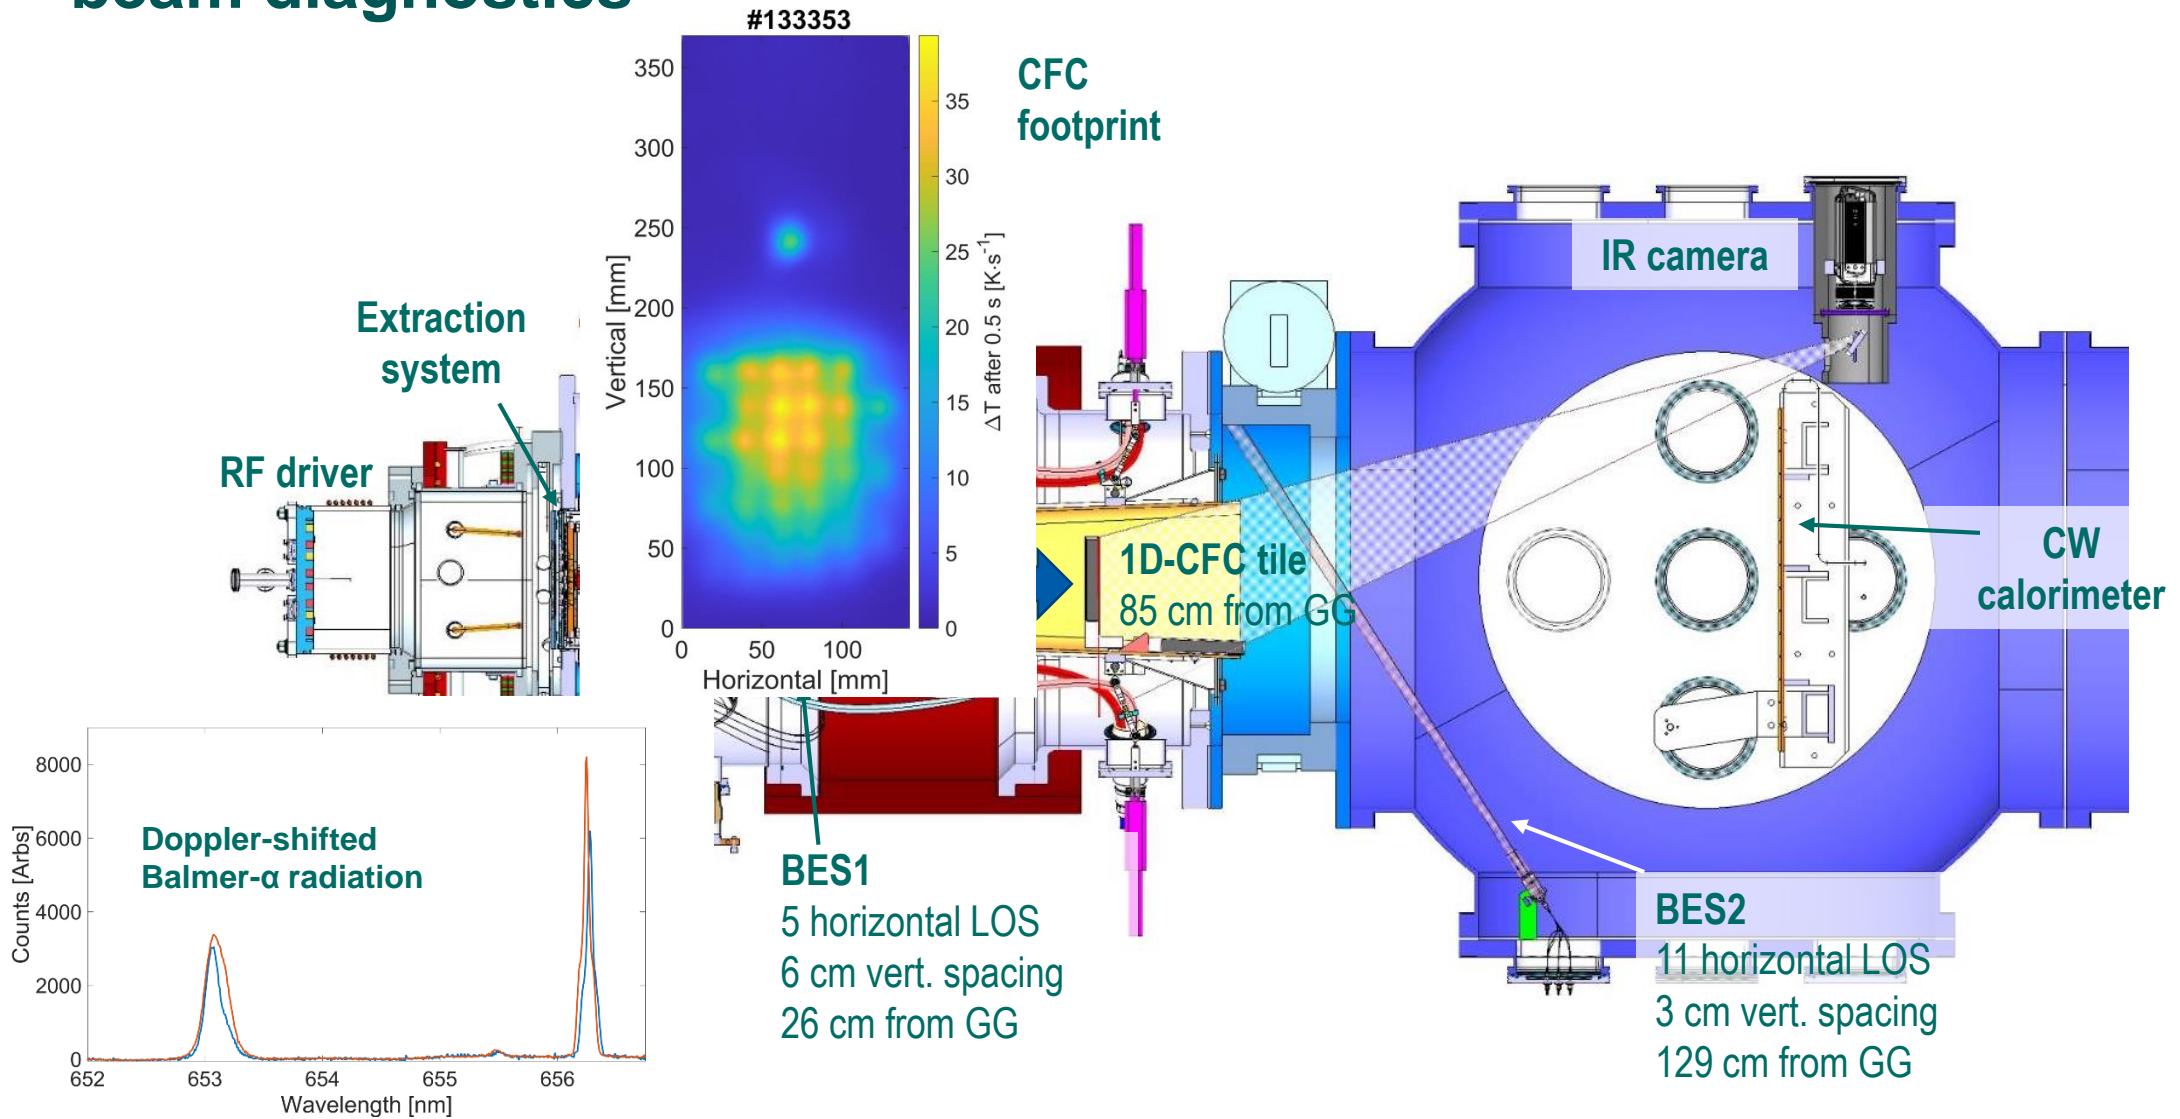 beam diagnostics
#133353
CFC
footprint
350
300
250
200
150
100
50
0
Vertical [mm]
0
50
100
Horizontal [mm]
35
30
25
20
15
10
5
0
ΔT after 0.5 s [K·s⁻¹]
IR camera
Extraction
system
RF driver
1D-CFC tile
85 cm from GG
CW
calorimeter
8000
6000
4000
2000
0
Counts [Arbs]
Doppler-shifted
Balmer-α radiation
652
653
654
655
656
Wavelength [nm]
BES1
5 horizontal LOS
6 cm vert. spacing
26 cm from GG
BES2
11 horizontal LOS
3 cm vert. spacing
129 cm from GG